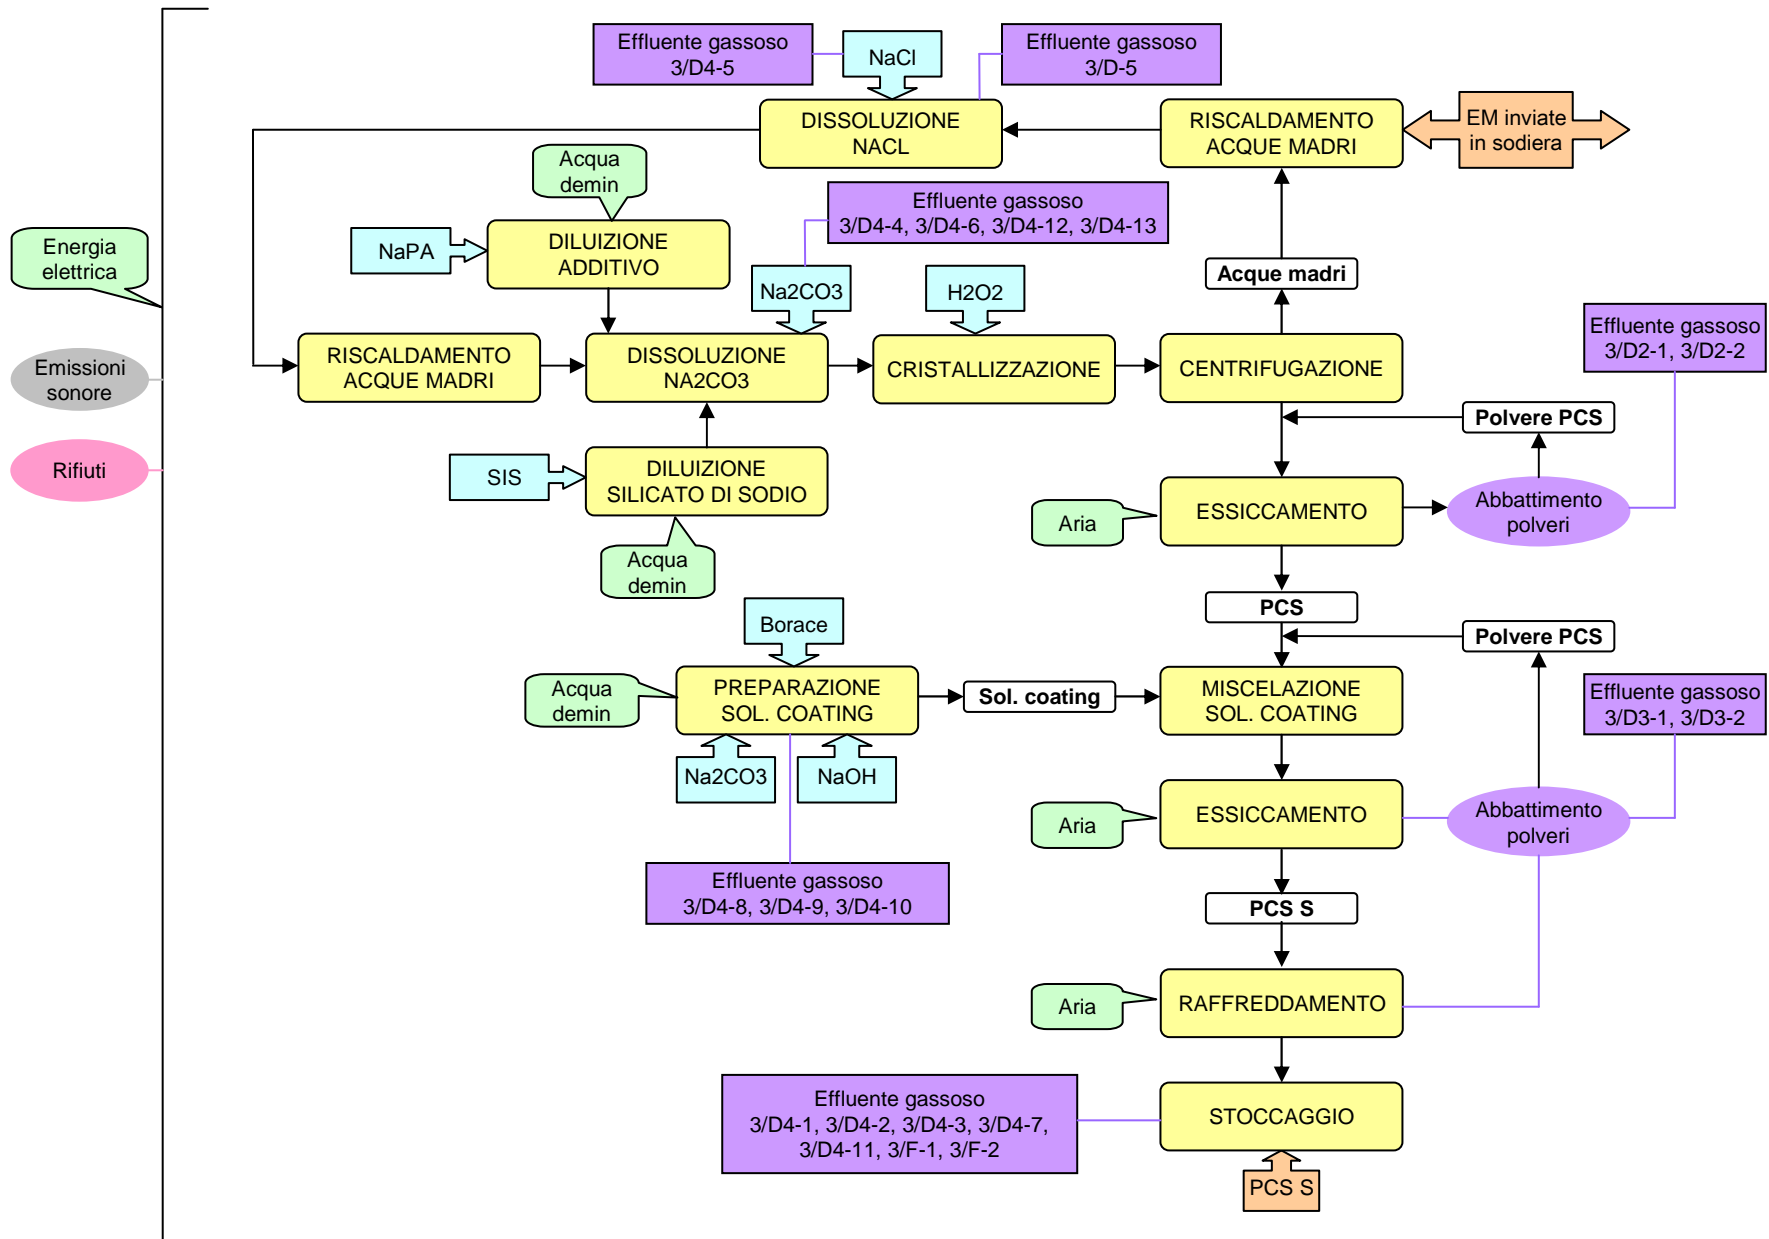 Effluente gassoso
3/D4-5
NaCl
Effluente gassoso
3/D-5
DISSOLUZIONE
NACL
RISCALDAMENTO
ACQUE MADRI
EM inviate
in sodiera
Acqua
demin
Effluente gassoso
3/D4-4, 3/D4-6, 3/D4-12, 3/D4-13
NaPA
DILUIZIONE
ADDITIVO
Energia
elettrica
Na2CO3
H2O2
Acque madri
Effluente gassoso
3/D2-1, 3/D2-2
Emissioni
sonore
RISCALDAMENTO
ACQUE MADRI
DISSOLUZIONE
NA2CO3
CRISTALLIZZAZIONE
CENTRIFUGAZIONE
Polvere PCS
Rifiuti
SIS
DILUIZIONE
SILICATO DI SODIO
Aria
ESSICCAMENTO
Abbattimento
polveri
Acqua
demin
PCS
Borace
Polvere PCS
Acqua
demin
PREPARAZIONE
SOL. COATING
Sol. coating
MISCELAZIONE
SOL. COATING
Effluente gassoso
3/D3-1, 3/D3-2
Na2CO3
NaOH
Aria
ESSICCAMENTO
Abbattimento
polveri
Effluente gassoso
3/D4-8, 3/D4-9, 3/D4-10
PCS S
Aria
RAFFREDDAMENTO
Effluente gassoso
3/D4-1, 3/D4-2, 3/D4-3, 3/D4-7,
3/D4-11, 3/F-1, 3/F-2
STOCCAGGIO
PCS S